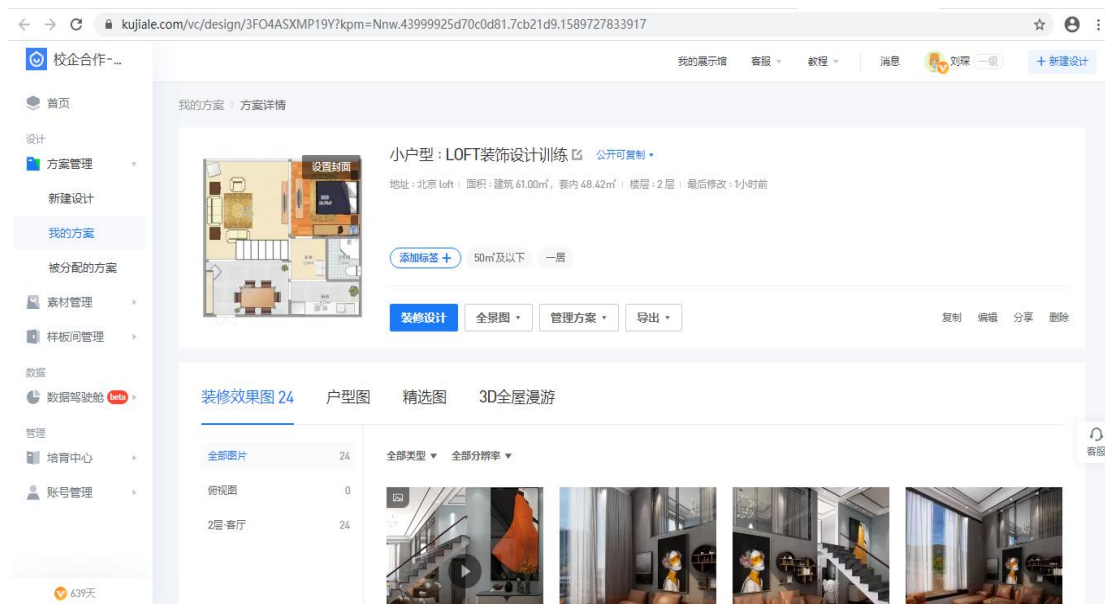 kujiale.com/vc/design/3FO4ASXMP19Y?kpm=Nnw.43999925d70c0d81.7cb21d9.1589727833917
校企合作-...
我的展示馆 客服 教程 消息 刘琛 一级 +新建设计
首页
设计
方案管理
新建设计
我的方案
被分配的方案
素材管理
样板间管理
数据
数据驾驶舱 beta
管理
培育中心
账号管理
639天
我的方案 方案详情
设置封面
小户型:LOFT装饰设计训练 公开可复制
地址:北京 loft 面积:建筑 61.00㎡, 套内 48.42㎡ 楼层:2 层 最后修改:1小时前
添加标签 + 50㎡及以下 一居
装修设计 全景图 管理方案 导出 复制 编辑 分享 删除
装修效果图 24 户型图 精选图 3D全屋漫游
全部图片 24
俯视图 0
2层-客厅 24
全部类型 全部分辨率
客服